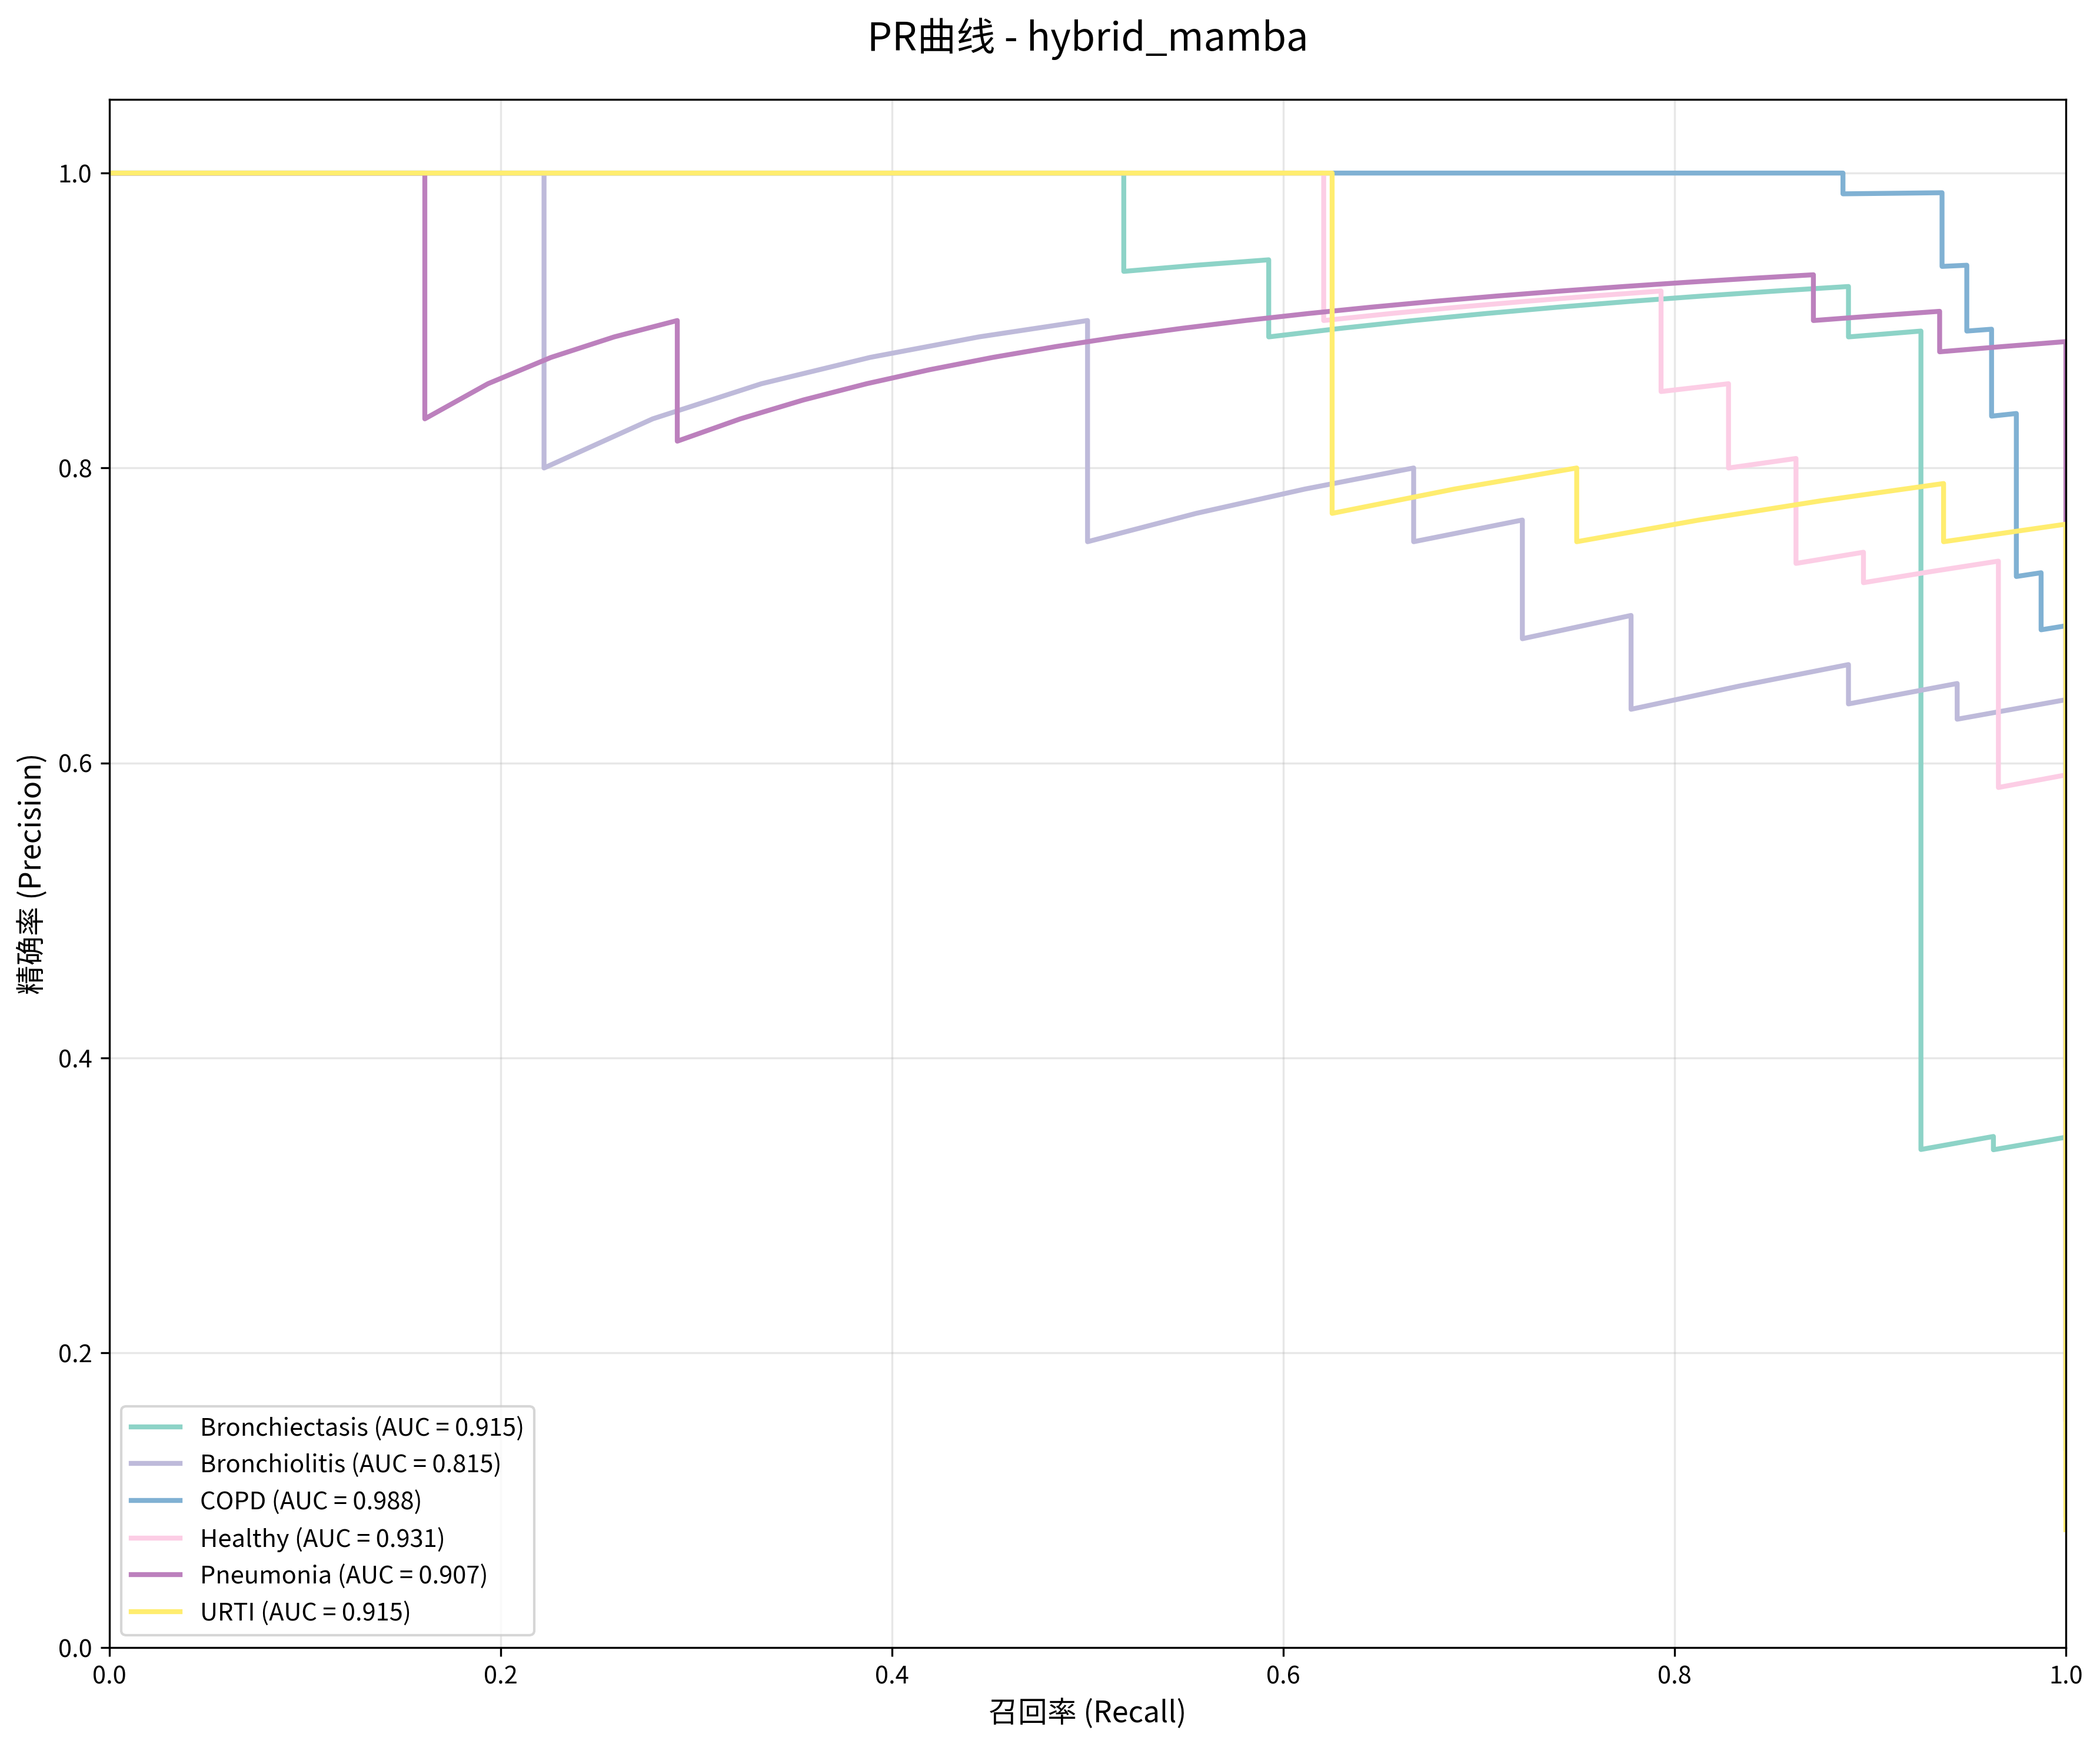 PR曲线 - hybrid_mamba
精确率 (Precision)
1.0
0.8
0.6
0.4
0.2
0.0
Bronchiectasis (AUC = 0.915)
Bronchiolitis (AUC = 0.815)
COPD (AUC = 0.988)
Healthy (AUC = 0.931)
Pneumonia (AUC = 0.907)
URTI (AUC = 0.915)
0.0 0.2 0.4 0.6 0.8 1.0
召回率 (Recall)